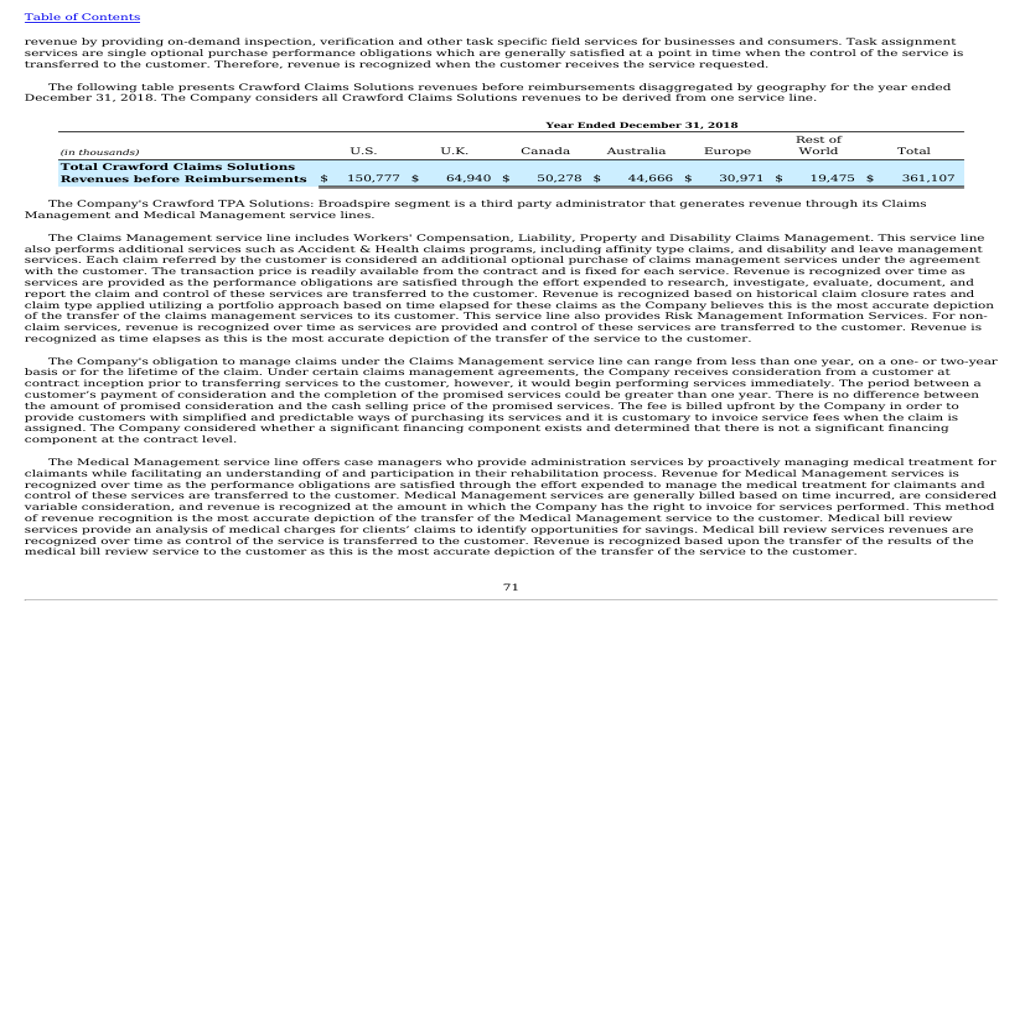 Table of Contents
revenue by providing on-demand inspection, verification and other task specific field services for businesses and consumers. Task assignment
services are single optional purchase performance obligations which are generally satisfied at a point in time when the control of the service is
transferred to the customer. Therefore, revenue is recognized when the customer receives the service requested.
The following table presents Crawford Claims Solutions revenues before reimbursements disaggregated by geography for the year ended
December 31, 2018. The Company considers all Crawford Claims Solutions revenues to be derived from one service line.
Year Ended December 31, 2018
(in thousands) U.S. U.K. Canada Australia Europe Rest of World Total
Total Crawford Claims Solutions
Revenues before Reimbursements $ 150,777 $ 64,940 $ 50,278 $ 44,666 $ 30,971 $ 19,475 $ 361,107
The Company's Crawford TPA Solutions: Broadspire segment is a third party administrator that generates revenue through its Claims
Management and Medical Management service lines.
The Claims Management service line includes Workers' Compensation, Liability, Property and Disability Claims Management. This service line
also performs additional services such as Accident & Health claims programs, including affinity type claims, and disability and leave management
services. Each claim referred by the customer is considered an additional optional purchase of claims management services under the agreement
with the customer. The transaction price is readily available from the contract and is fixed for each service. Revenue is recognized over time as
services are provided as the performance obligations are satisfied through the effort expended to research, investigate, evaluate, document, and
report the claim and control of these services are transferred to the customer. Revenue is recognized based on historical claim closure rates and
claim type applied utilizing a portfolio approach based on time elapsed for these claims as the Company believes this is the most accurate depiction
of the transfer of the claims management services to its customer. This service line also provides Risk Management Information Services. For non-
claim services, revenue is recognized over time as services are provided and control of these services are transferred to the customer. Revenue is
recognized as time elapses as this is the most accurate depiction of the transfer of the service to the customer.
The Company's obligation to manage claims under the Claims Management service line can range from less than one year, on a one- or two-year
basis or for the lifetime of the claim. Under certain claims management agreements, the Company receives consideration from a customer at
contract inception prior to transferring services to the customer, however, it would begin performing services immediately. The period between a
customer’s payment of consideration and the completion of the promised services could be greater than one year. There is no difference between
the amount of promised consideration and the cash selling price of the promised services. The fee is billed upfront by the Company in order to
provide customers with simplified and predictable ways of purchasing its services and it is customary to invoice service fees when the claim is
assigned. The Company considered whether a significant financing component exists and determined that there is not a significant financing
component at the contract level.
The Medical Management service line offers case managers who provide administration services by proactively managing medical treatment for
claimants while facilitating an understanding of and participation in their rehabilitation process. Revenue for Medical Management services is
recognized over time as the performance obligations are satisfied through the effort expended to manage the medical treatment for claimants and
control of these services are transferred to the customer. Medical Management services are generally billed based on time incurred, are considered
variable consideration, and revenue is recognized at the amount in which the Company has the right to invoice for services performed. This method
of revenue recognition is the most accurate depiction of the transfer of the Medical Management service to the customer. Medical bill review
services provide an analysis of medical charges for clients’ claims to identify opportunities for savings. Medical bill review services revenues are
recognized over time as control of the service is transferred to the customer. Revenue is recognized based upon the transfer of the results of the
medical bill review service to the customer as this is the most accurate depiction of the transfer of the service to the customer.
71